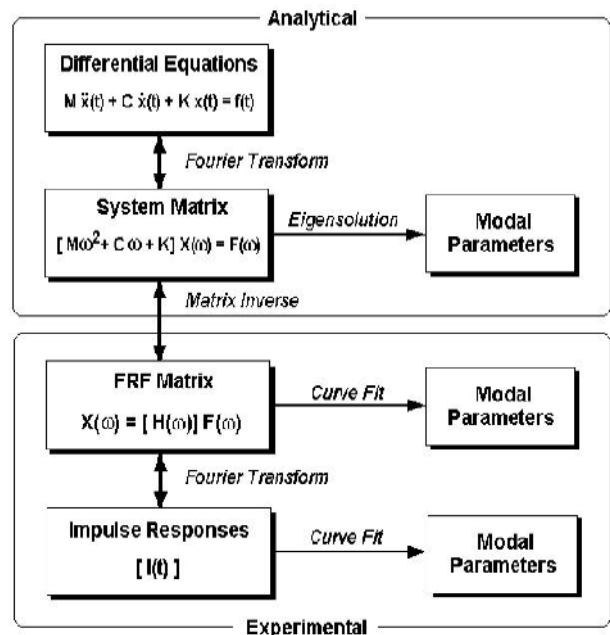 Analytical
Differential Equations
M ẍ(t) + C ẋ(t) + K x(t) = f(t)
Fourier Transform
System Matrix
[ Mω²+ C ω + K] X(ω) = F(ω)
Eigensolution
Modal
Parameters
Matrix Inverse
FRF Matrix
X(ω) = [ H(ω)] F(ω)
Curve Fit
Modal
Parameters
Fourier Transform
Impulse Responses
[ I(t) ]
Curve Fit
Modal
Parameters
Experimental